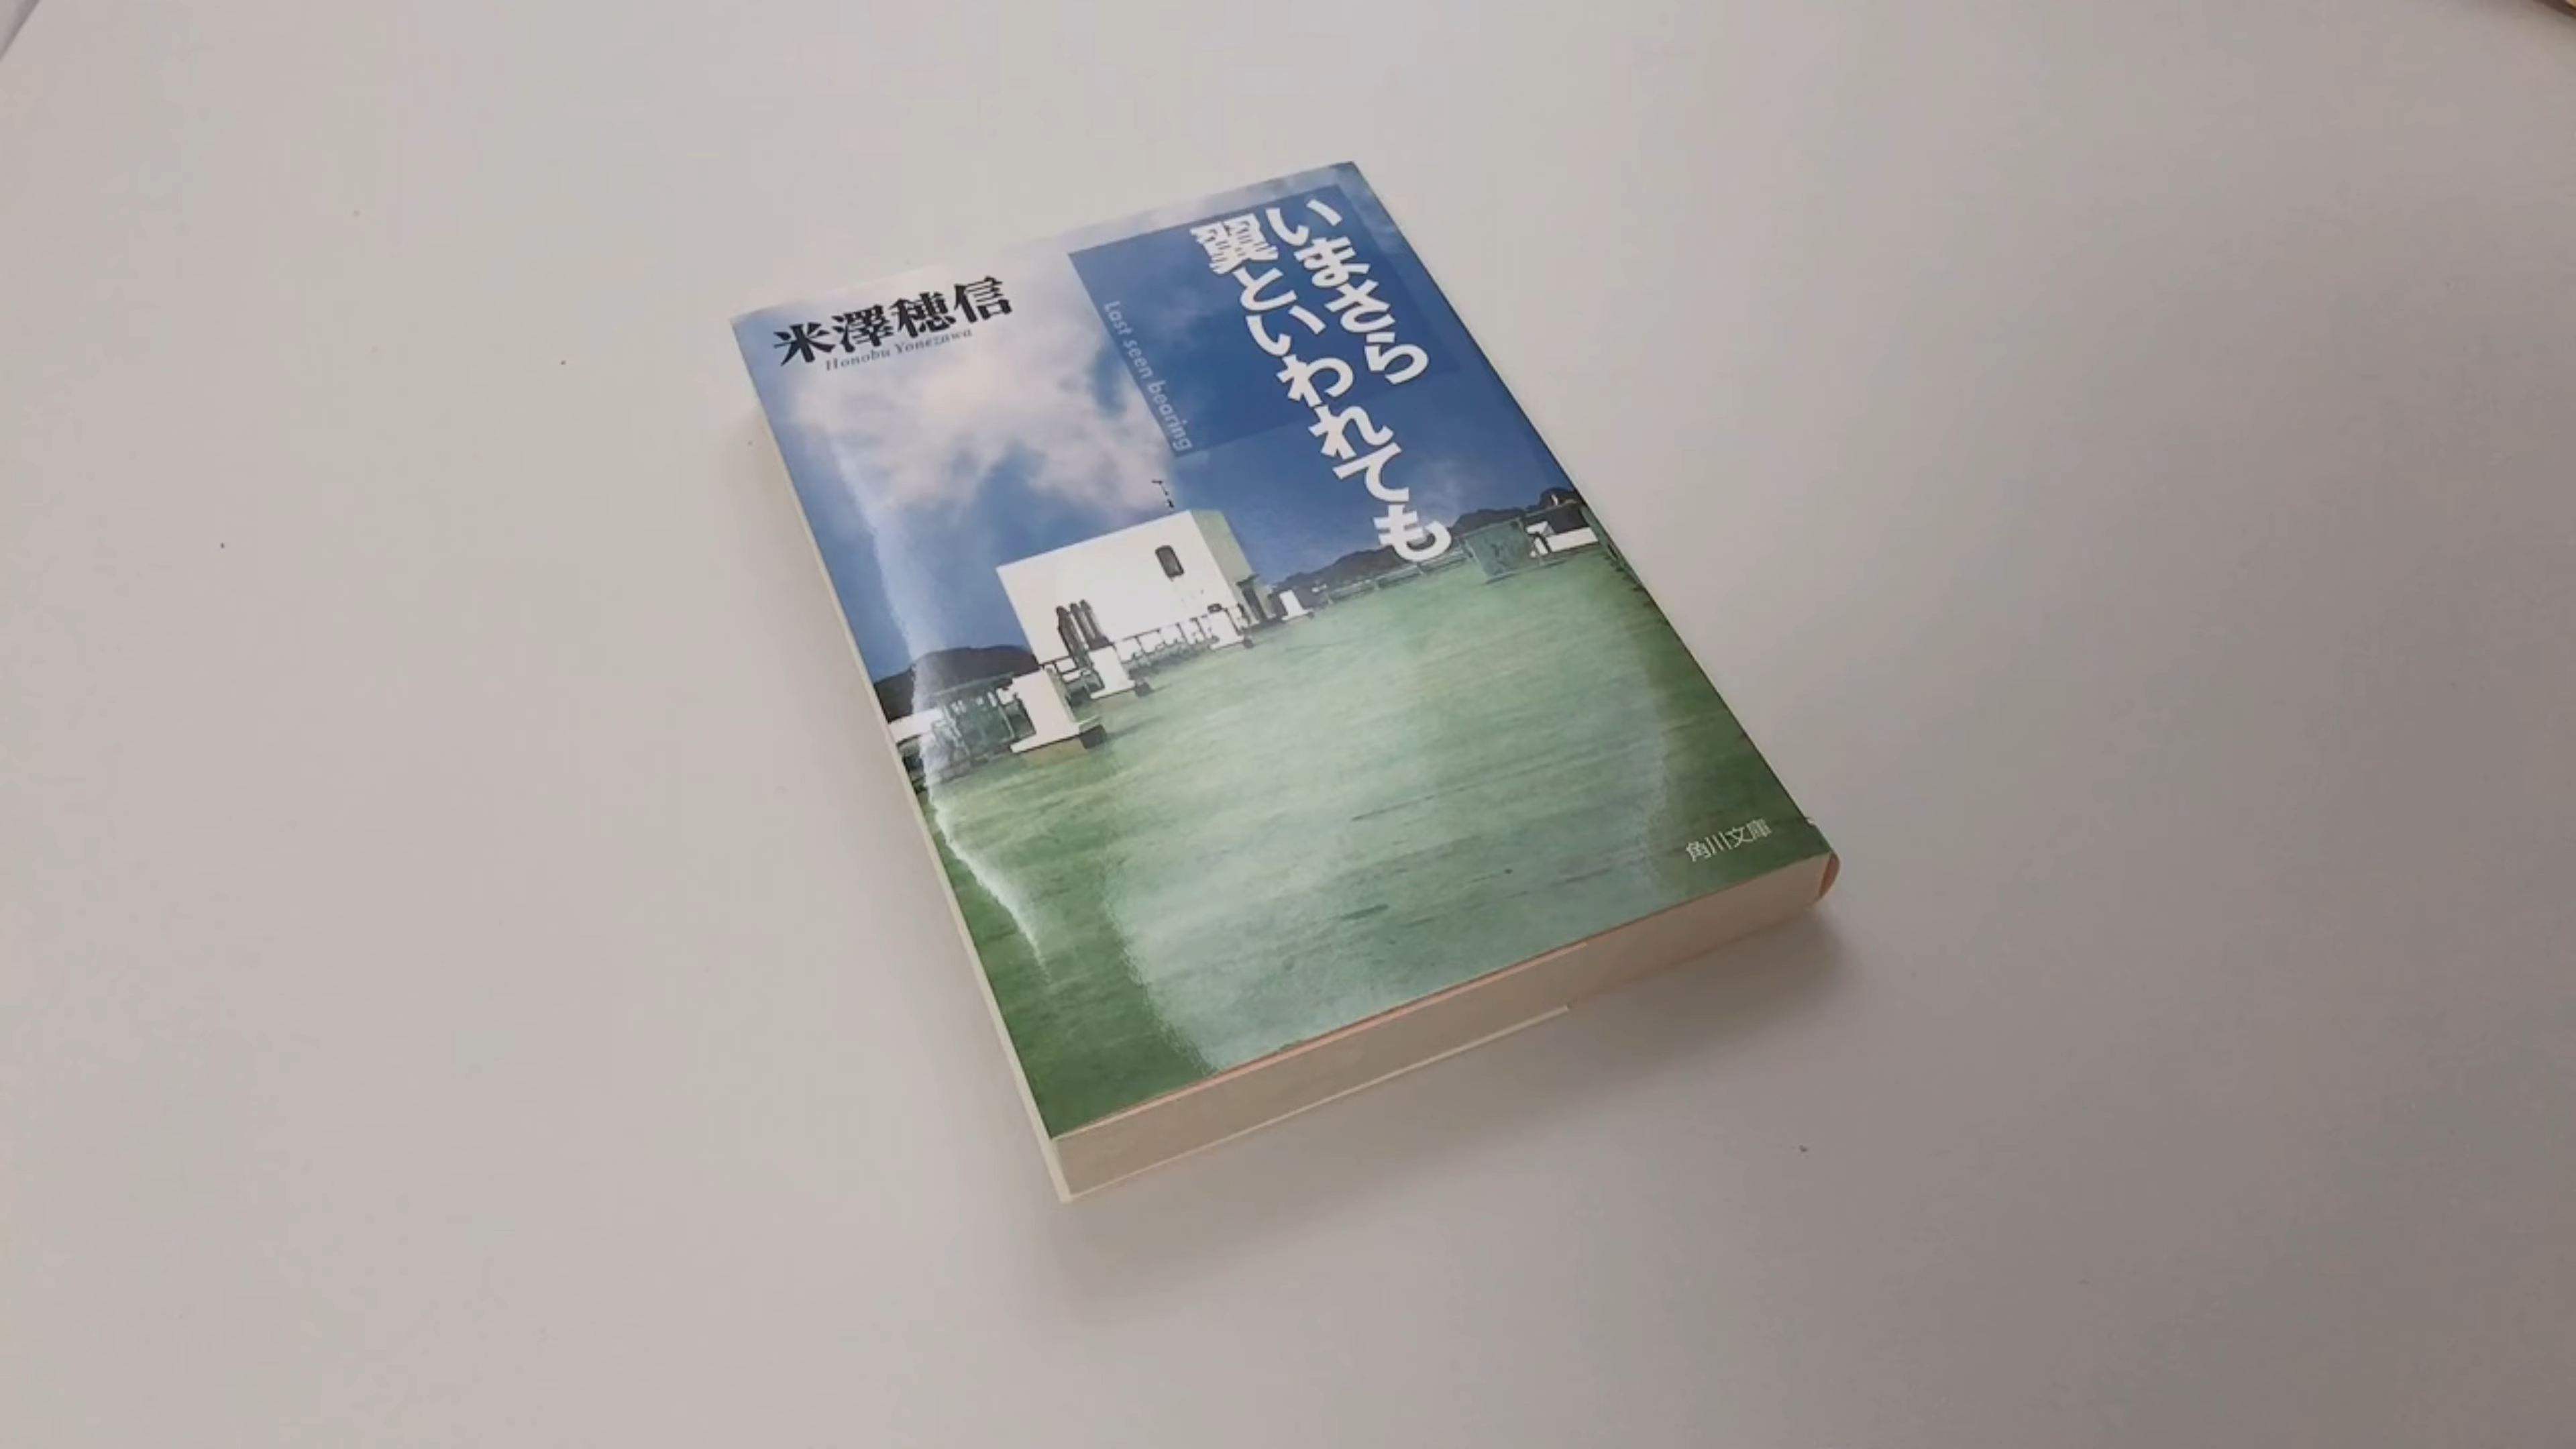 いまさら
翼といわれても
Last seen bearing
米澤穂信
Honobu Yonezawa
角川文庫